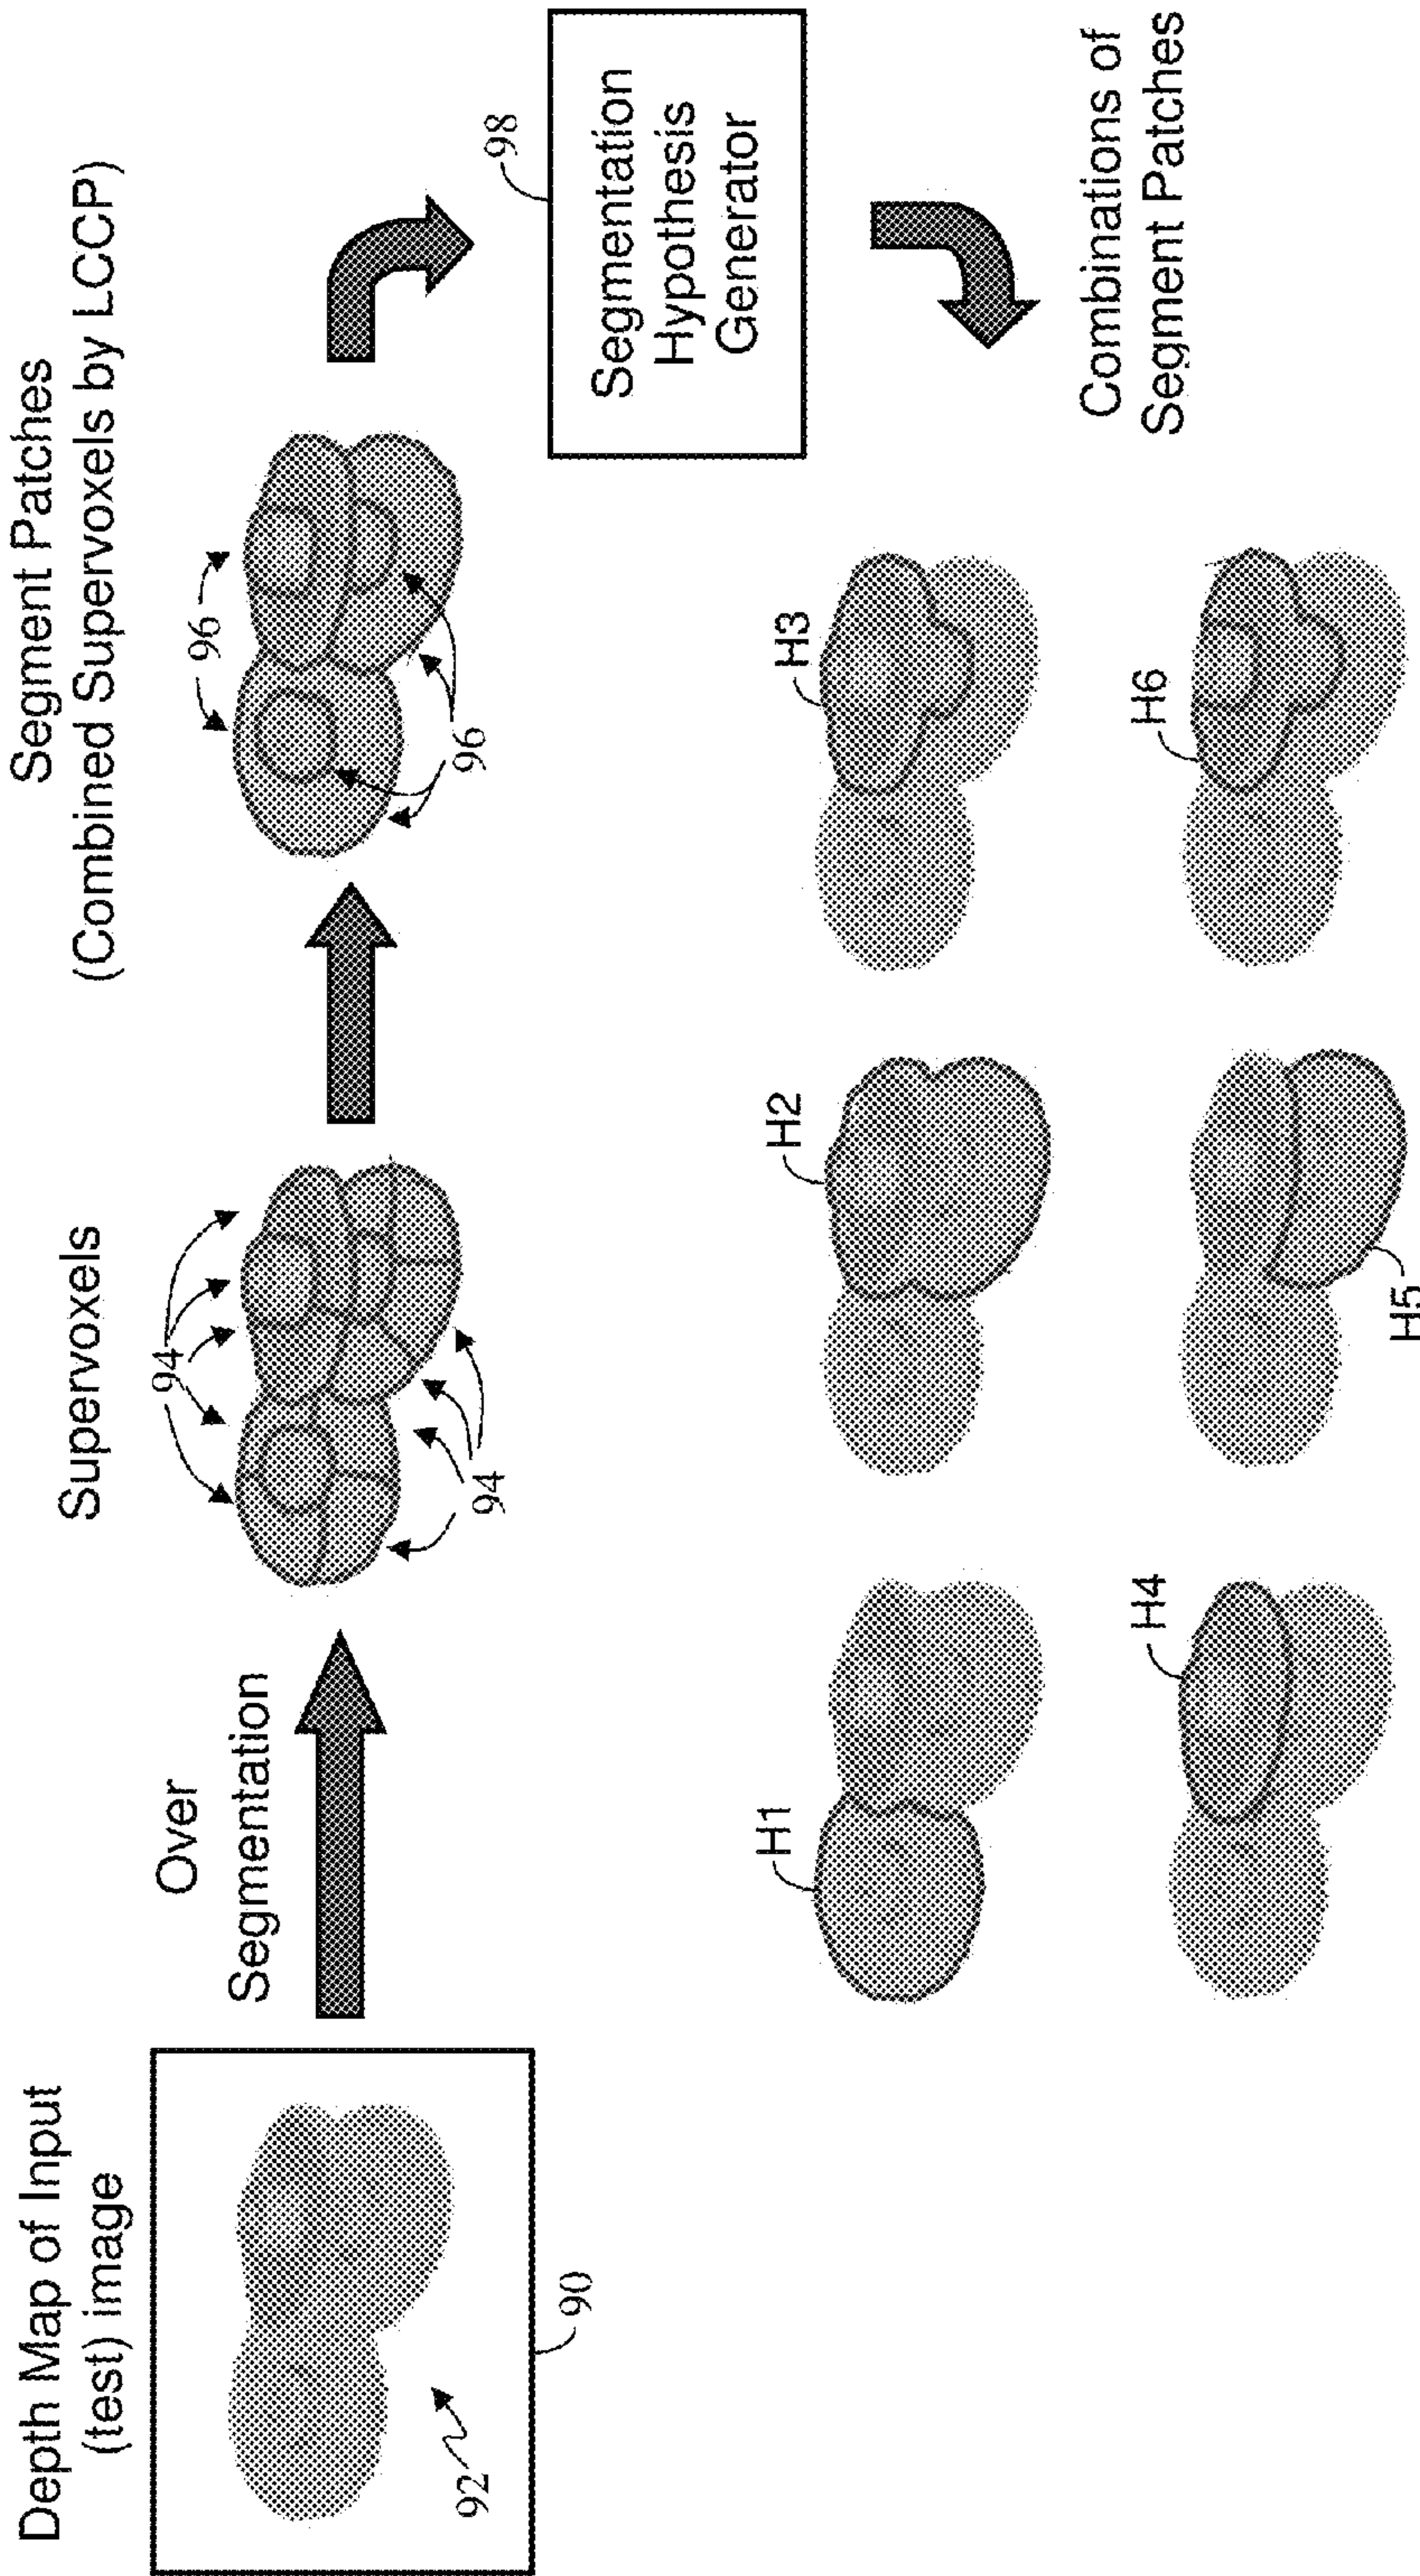 Depth Map of Input
(test) image
92
90
Over
Segmentation
Supervoxels
94
94
Segment Patches
(Combined Supervoxels by LCCP)
96
96
98
Segmentation
Hypothesis
Generator
Combinations of
Segment Patches
H1
H2
H3
H4
H5
H6